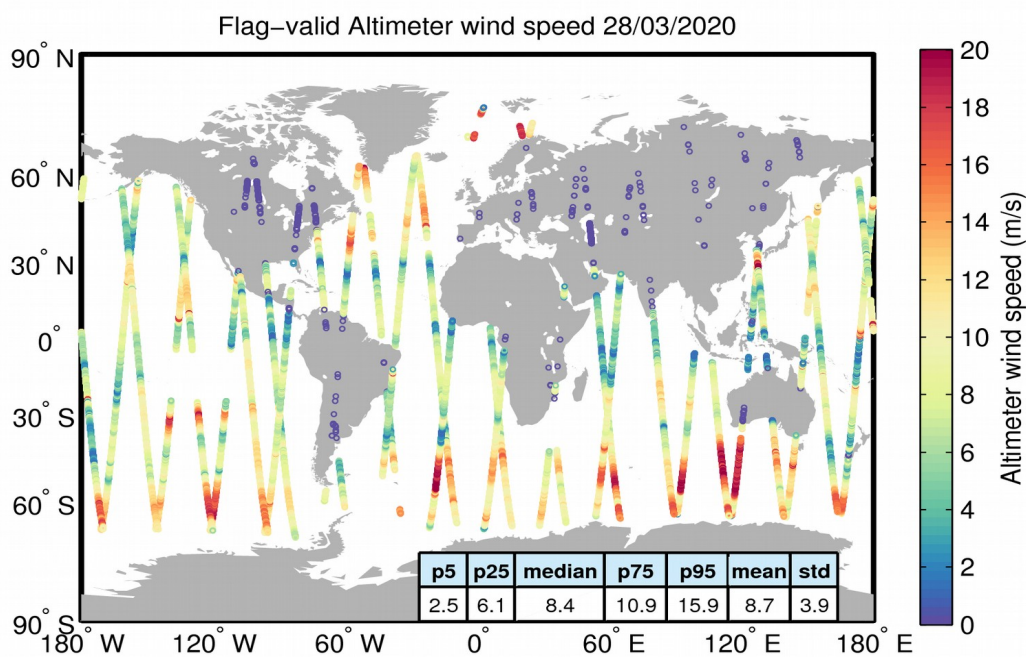 Flag−valid Altimeter wind speed 28/03/2020
90° N
60° N
30° N
0°
30° S
60° S
90° S
180° W
120° W
60° W
0°
60° E
120° E
180° E
p5 p25 median p75 p95 mean std
2.5 6.1 8.4 10.9 15.9 8.7 3.9
20
18
16
14
12
10
8
6
4
2
0
Altimeter wind speed (m/s)